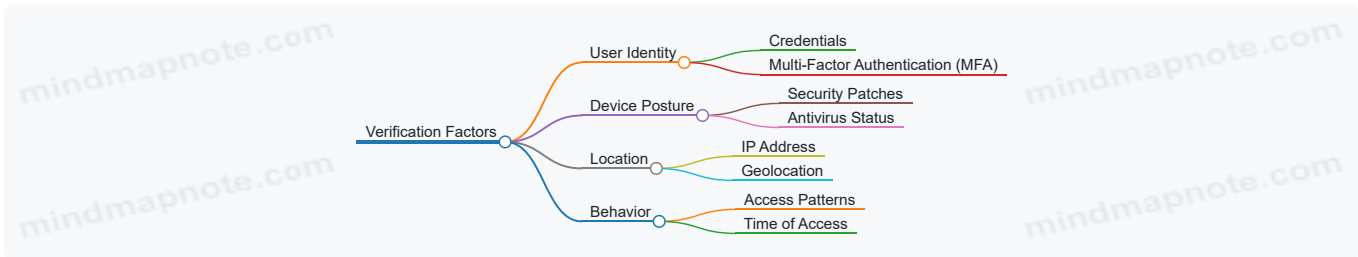 mindmapnote.com
mindmapnote.com
Verification Factors
User Identity
Credentials
Multi-Factor Authentication (MFA)
Device Posture
Security Patches
Antivirus Status
Location
IP Address
Geolocation
Behavior
Access Patterns
Time of Access
mindmapnote.com
mindmapnote.com